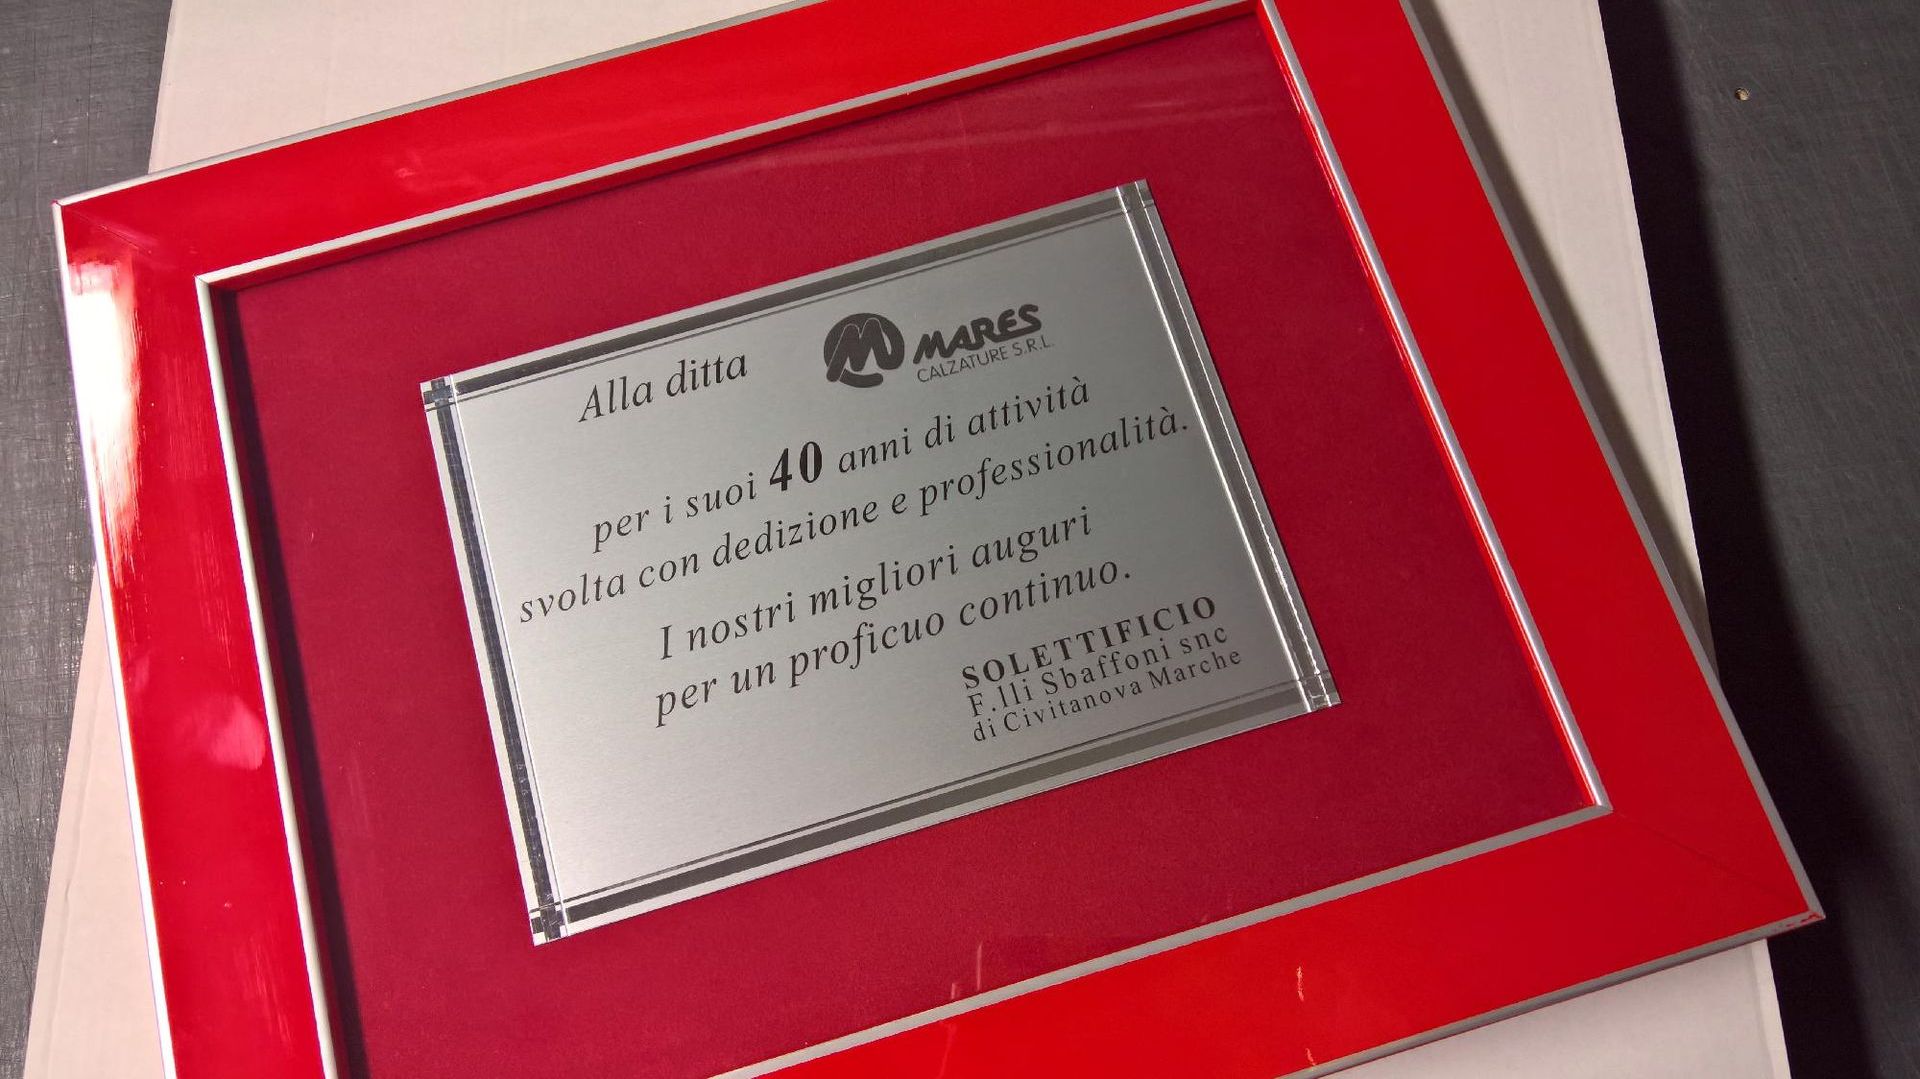 Alla ditta MARES
CALZATURE S.R.L.
per i suoi 40 anni di attività
svolta con dedizione e professionalità.
I nostri migliori auguri
per un proficuo continuo.
SOLETTIFICIO
F.lli Sbaffoni snc
di Civitanova Marche